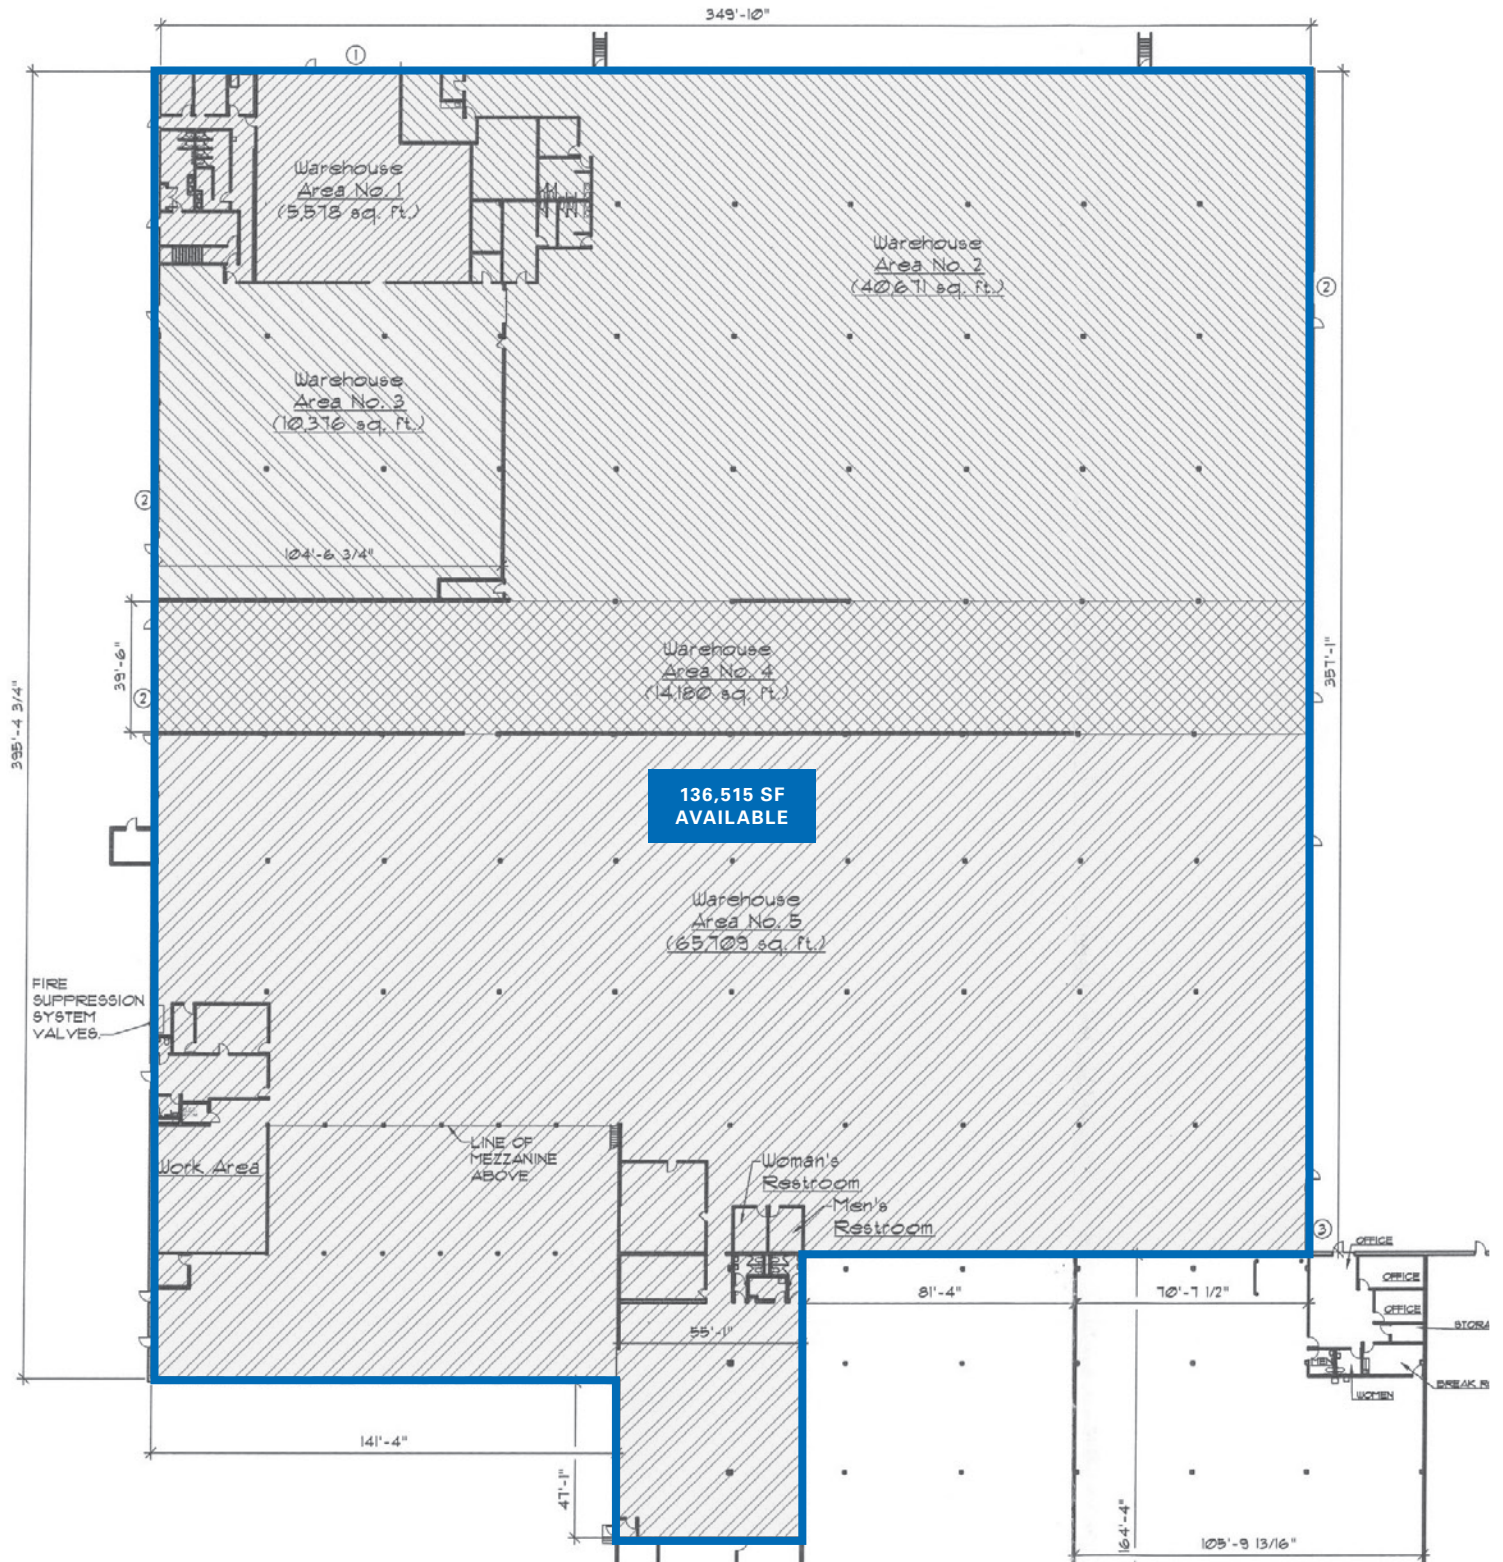 349'-10"
1
Warehouse
Area No. 1
(5,578 sq. ft.)
Warehouse
Area No. 2
(40,671 sq. ft.)
2
Warehouse
Area No. 3
(10,376 sq. ft.)
2
104'-6 3/4"
39'-6"
Warehouse
Area No. 4
(14,180 sq. ft.)
357'-1"
2
395'-4 3/4"
136,515 SF
AVAILABLE
Warehouse
Area No. 5
(65,709 sq. ft.)
FIRE
SUPPRESSION
SYSTEM
VALVES
LINE OF
MEZZANINE
ABOVE
Work Area
Woman's
Restroom
Men's
Restroom
3
OFFICE
OFFICE
OFFICE
STORA
81'-4"
70'-7 1/2"
55'-1"
MEN
WOMEN
BREAK R
141'-4"
47'-1"
164'-4"
105'-9 13/16"